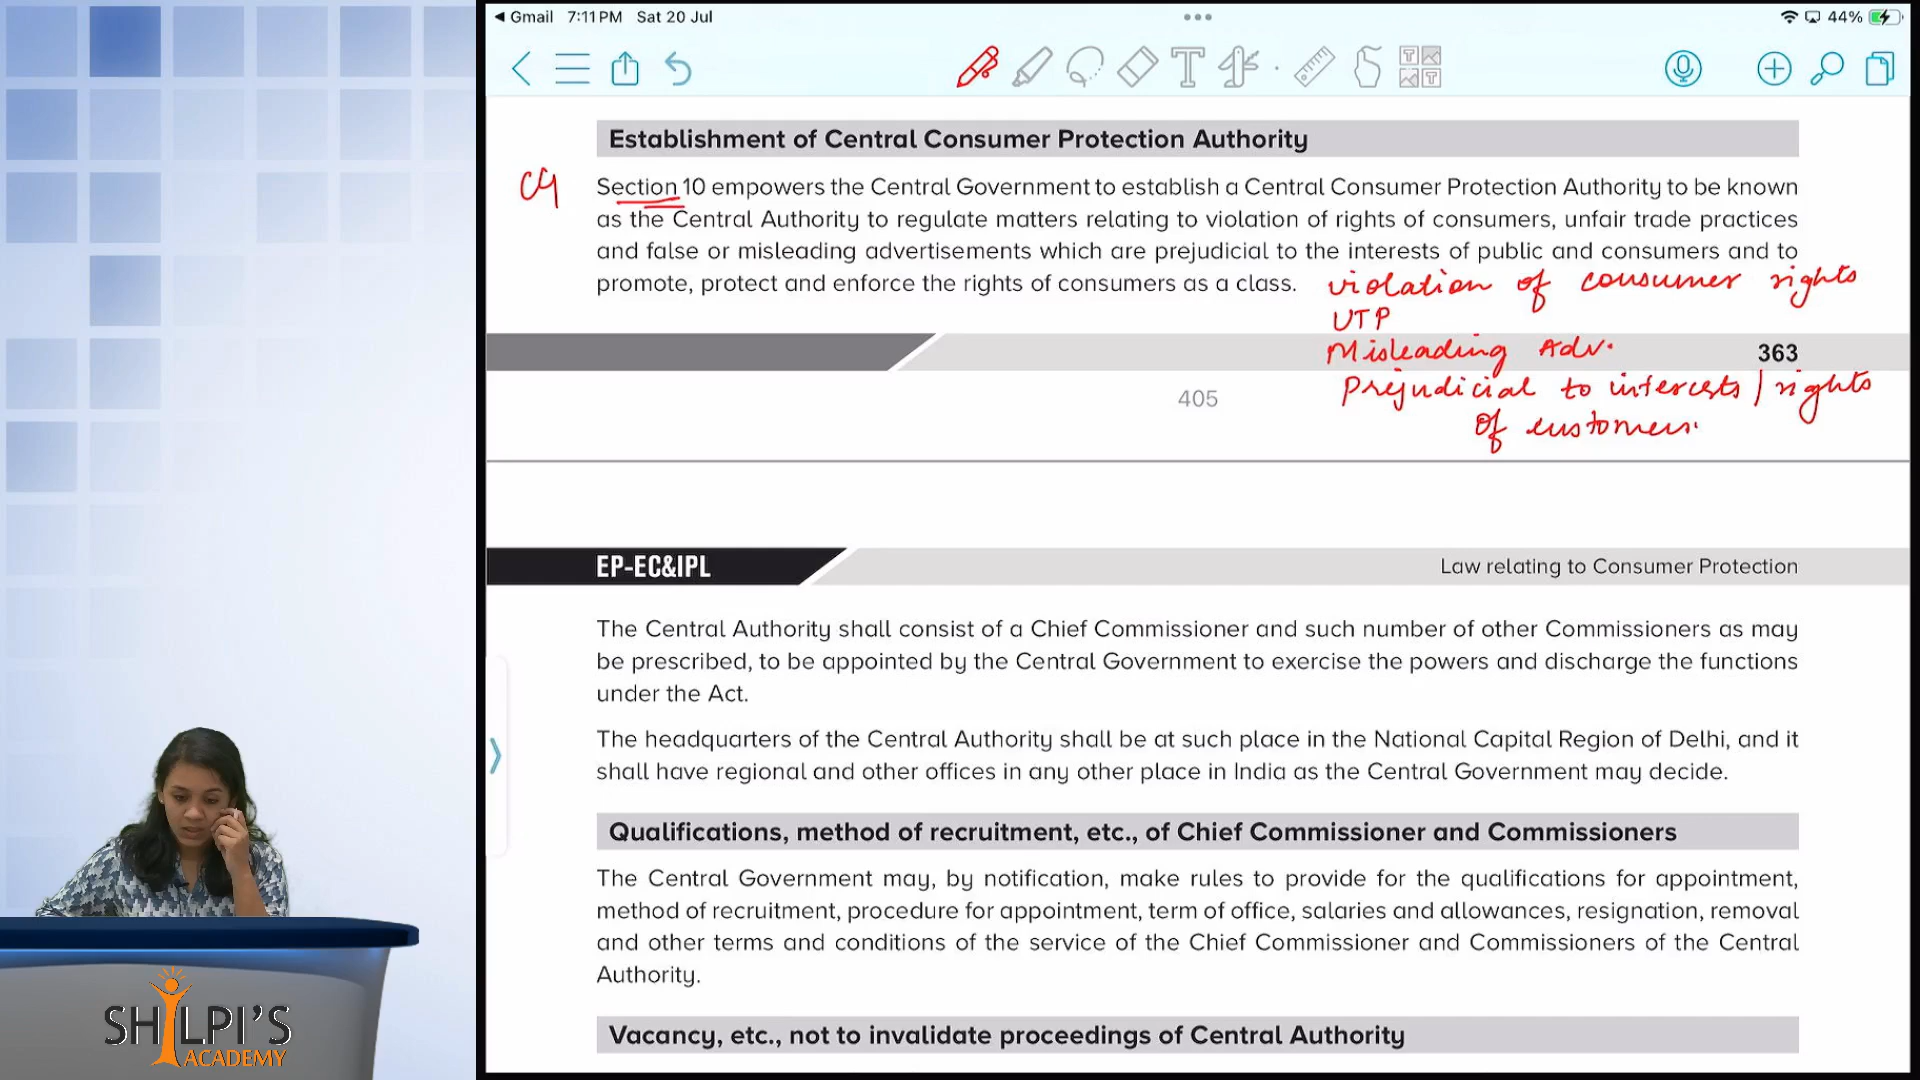 Gmail 7:11 PM Sat 20 Jul
44%
Establishment of Central Consumer Protection Authority
CG
Section 10 empowers the Central Government to establish a Central Consumer Protection Authority to be known
as the Central Authority to regulate matters relating to violation of rights of consumers, unfair trade practices
and false or misleading advertisements which are prejudicial to the interests of public and consumers and to
promote, protect and enforce the rights of consumers as a class.
violation of consumer rights
UTP
Misleading Adv.
363
Prejudicial to interests / rights
of customers.
405
EP-EC&IPL
Law relating to Consumer Protection
The Central Authority shall consist of a Chief Commissioner and such number of other Commissioners as may
be prescribed, to be appointed by the Central Government to exercise the powers and discharge the functions
under the Act.
The headquarters of the Central Authority shall be at such place in the National Capital Region of Delhi, and it
shall have regional and other offices in any other place in India as the Central Government may decide.
Qualifications, method of recruitment, etc., of Chief Commissioner and Commissioners
The Central Government may, by notification, make rules to provide for the qualifications for appointment,
method of recruitment, procedure for appointment, term of office, salaries and allowances, resignation, removal
and other terms and conditions of the service of the Chief Commissioner and Commissioners of the Central
Authority.
Vacancy, etc., not to invalidate proceedings of Central Authority
SHILPI'S
ACADEMY